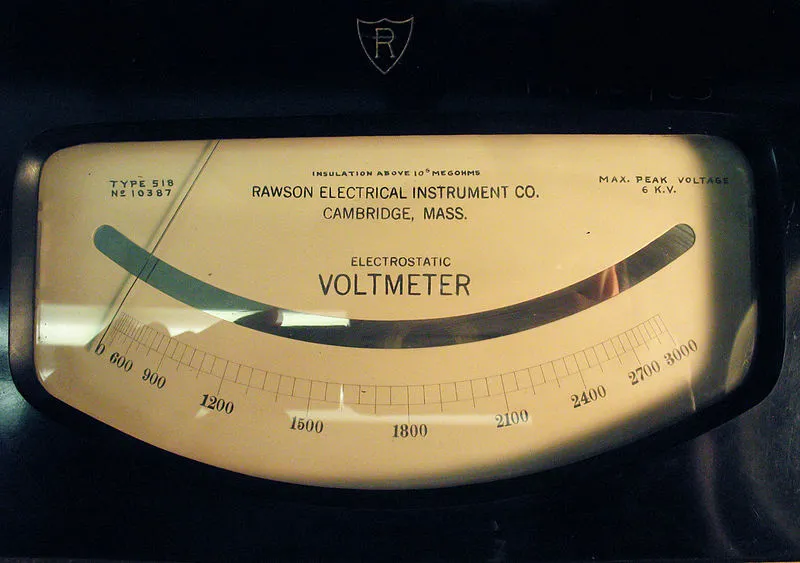 R
INSULATION ABOVE 10⁶ MEGOHMS
TYPE 518
Nº 10387
RAWSON ELECTRICAL INSTRUMENT CO.
CAMBRIDGE, MASS.
MAX. PEAK VOLTAGE
6 K.V.
ELECTROSTATIC
VOLTMETER
0 600 900 1200 1500 1800 2100 2400 2700 3000